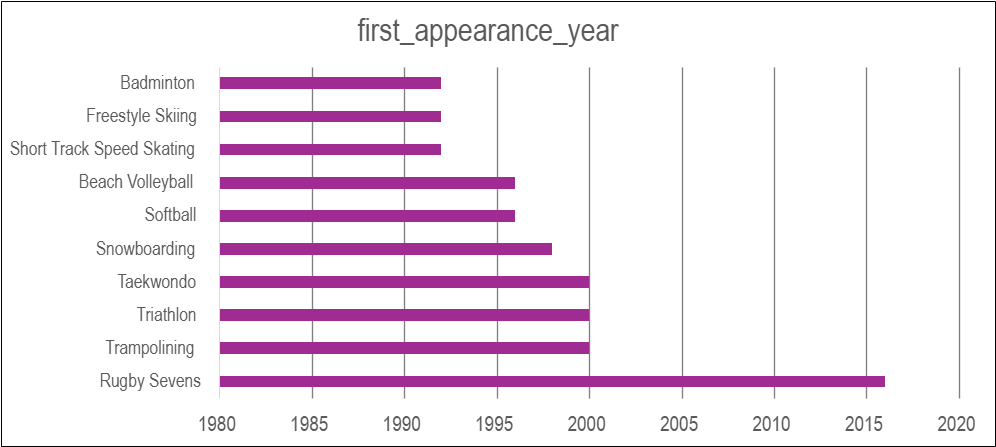 first_appearance_year
Badminton
Freestyle Skiing
Short Track Speed Skating
Beach Volleyball
Softball
Snowboarding
Taekwondo
Triathlon
Trampolining
Rugby Sevens
1980 1985 1990 1995 2000 2005 2010 2015 2020